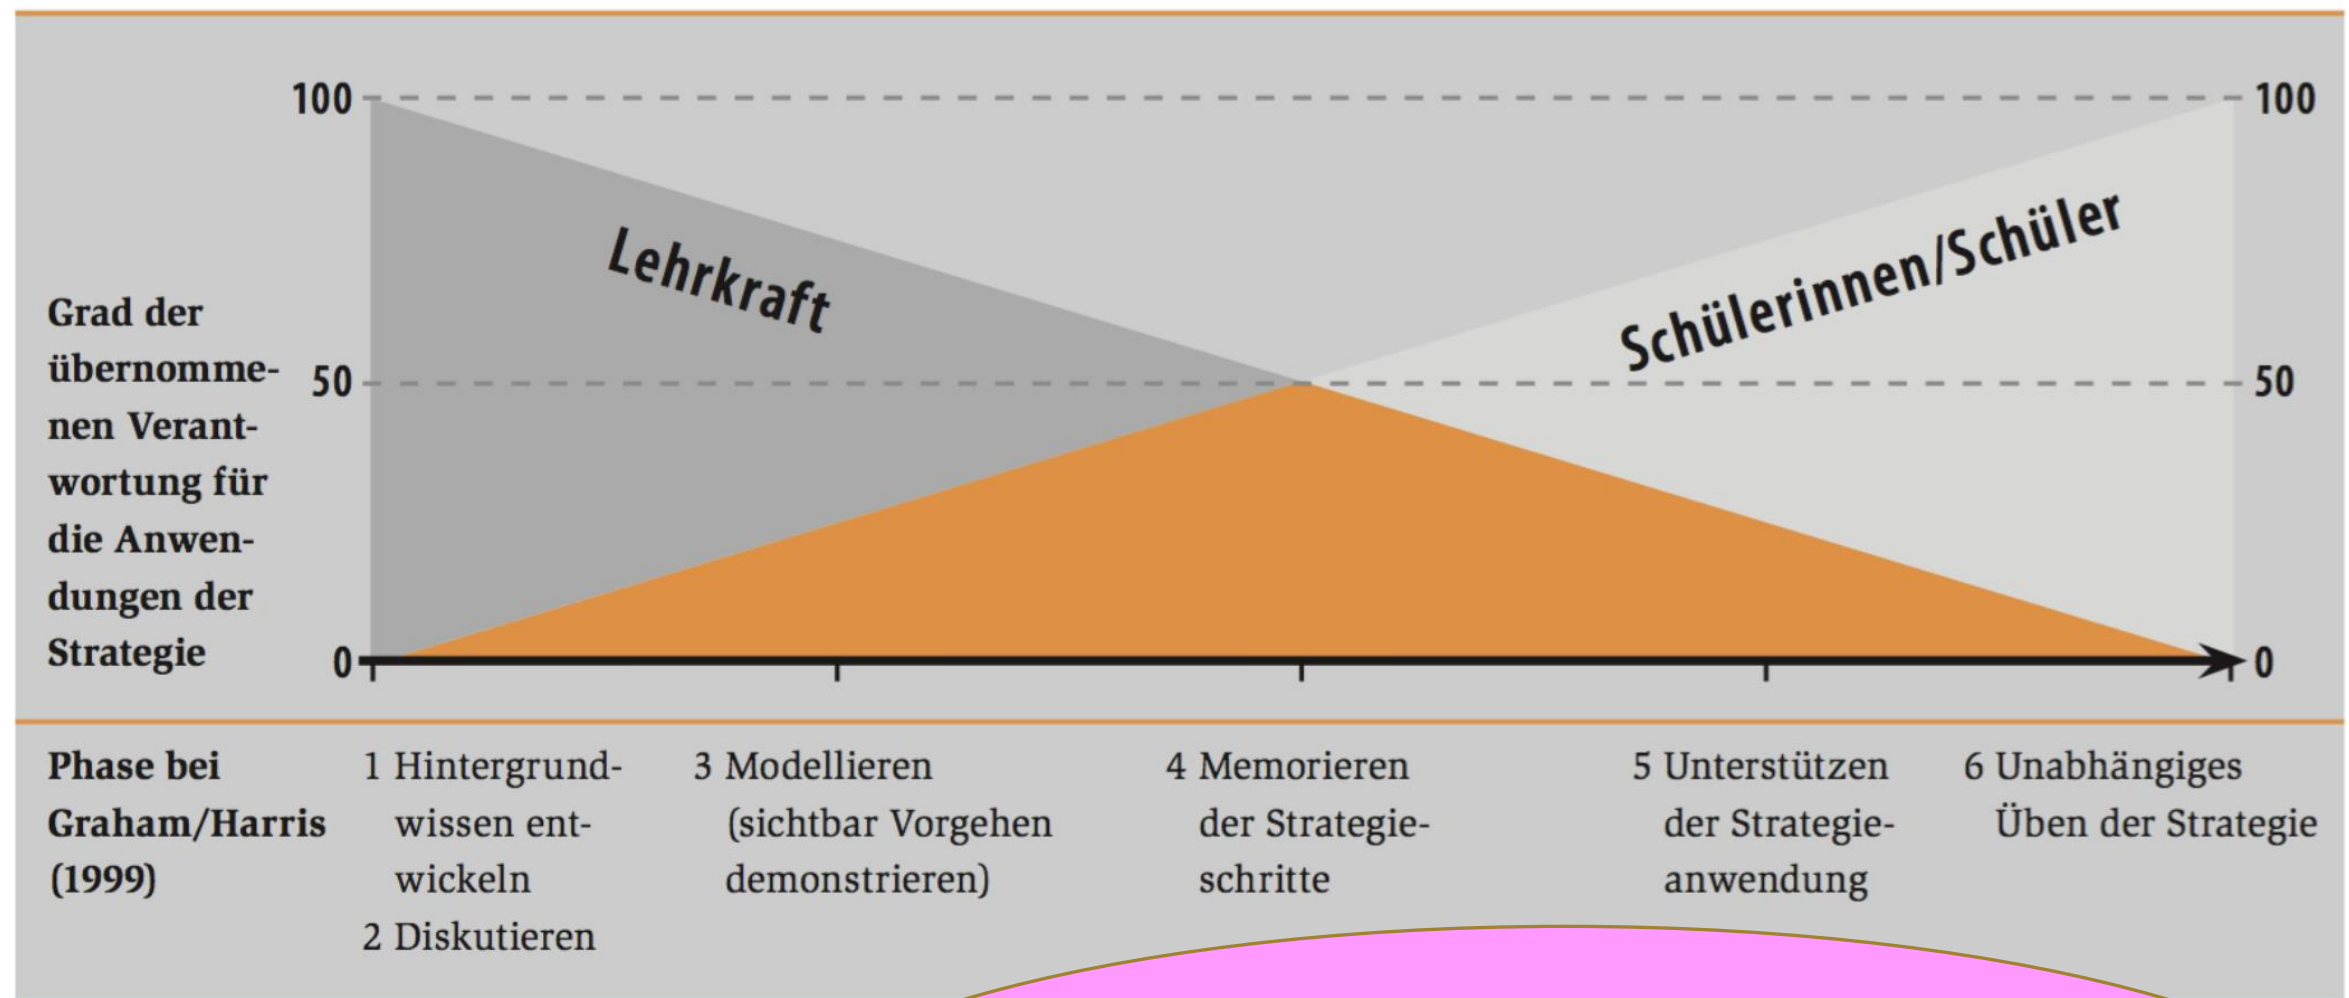 100
100
Lehrkraft
Schülerinnen/Schüler
Grad der
übernomme-
nen Verant-
wortung für
die Anwen-
dungen der
Strategie
50
50
0
0
Phase bei
Graham/Harris
(1999)
1 Hintergrund-
wissen ent-
wickeln
2 Diskutieren
3 Modellieren
(sichtbar Vorgehen
demonstrieren)
4 Memorieren
der Strategie-
schritte
5 Unterstützen
der Strategie-
anwendung
6 Unabhängiges
Üben der Strategie